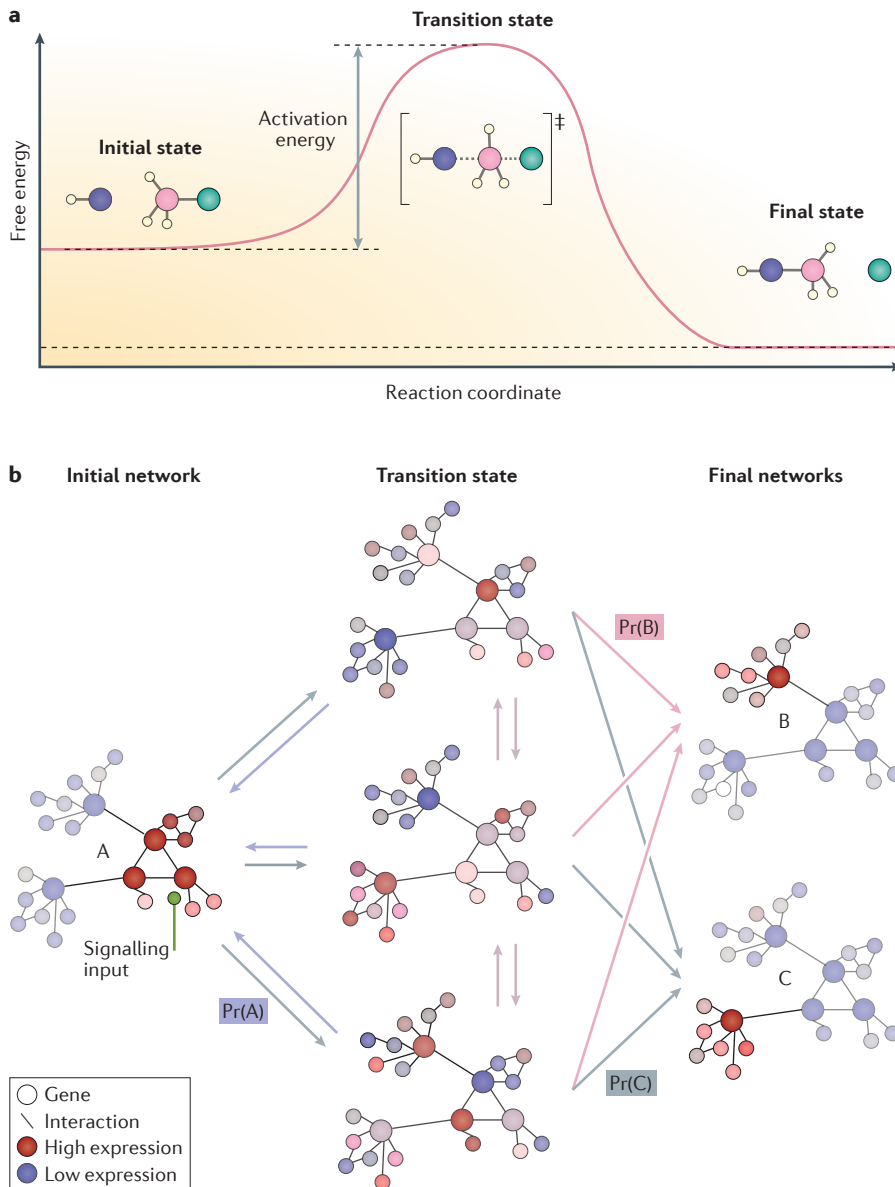 a
Transition state
Free energy
Activation
energy
‡
Initial state
Final state
Reaction coordinate
b
Initial network
Transition state
Final networks
Pr(B)
B
A
Signalling
input
C
Pr(A)
Pr(C)
Gene
Interaction
High expression
Low expression